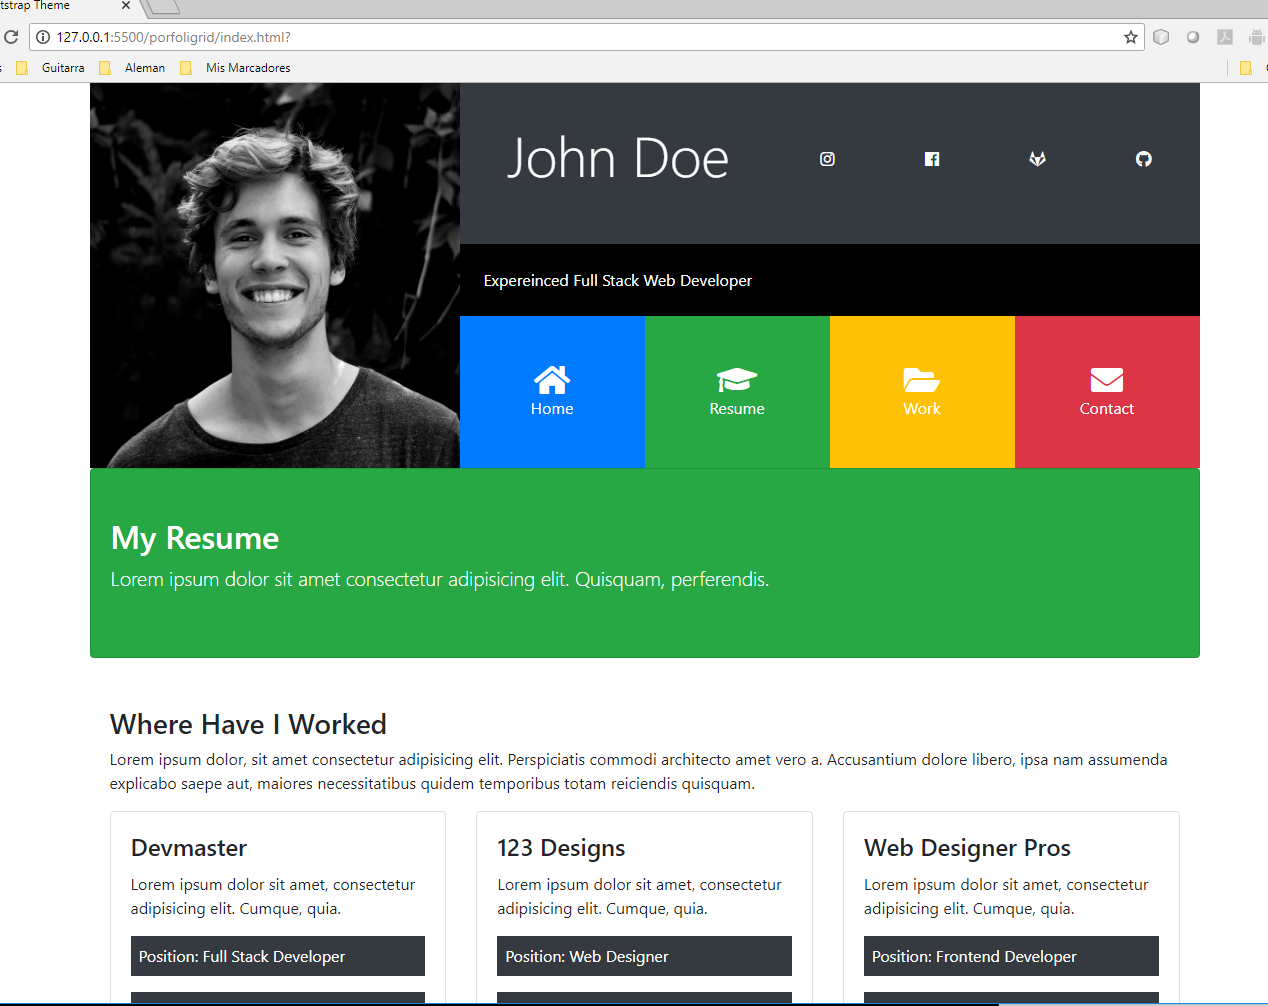 tstrap Theme
127.0.0.1:5500/porfoligrid/index.html?
s Guitarra Aleman Mis Marcadores
John Doe
Expereinced Full Stack Web Developer
Home Resume Work Contact
My Resume
Lorem ipsum dolor sit amet consectetur adipisicing elit. Quisquam, perferendis.
Where Have I Worked
Lorem ipsum dolor, sit amet consectetur adipisicing elit. Perspiciatis commodi architecto amet vero a. Accusantium dolore libero, ipsa nam assumenda
explicabo saepe aut, maiores necessitatibus quidem temporibus totam reiciendis quisquam.
Devmaster
Lorem ipsum dolor sit amet, consectetur
adipisicing elit. Cumque, quia.
Position: Full Stack Developer
123 Designs
Lorem ipsum dolor sit amet, consectetur
adipisicing elit. Cumque, quia.
Position: Web Designer
Web Designer Pros
Lorem ipsum dolor sit amet, consectetur
adipisicing elit. Cumque, quia.
Position: Frontend Developer